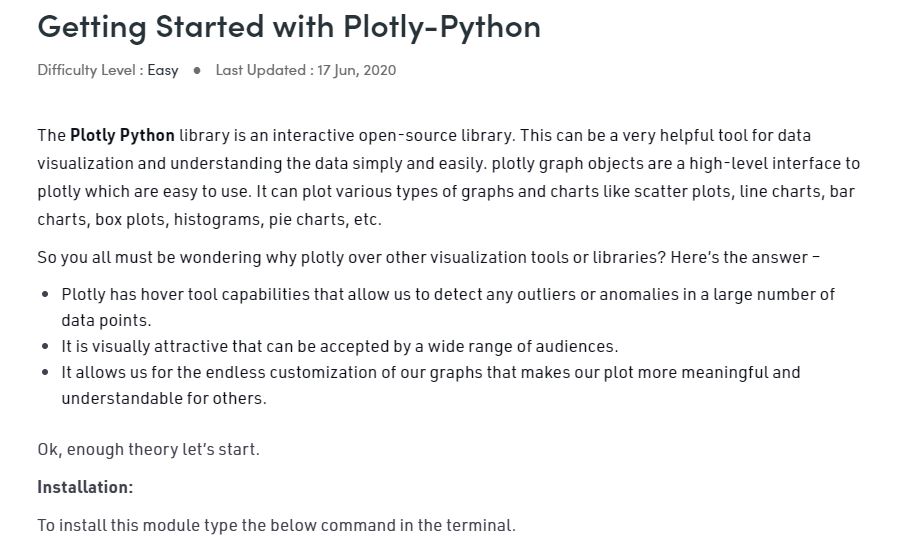 Getting Started with Plotly-Python
Difficulty Level : Easy ● Last Updated : 17 Jun, 2020
The Plotly Python library is an interactive open-source library. This can be a very helpful tool for data
visualization and understanding the data simply and easily. plotly graph objects are a high-level interface to
plotly which are easy to use. It can plot various types of graphs and charts like scatter plots, line charts, bar
charts, box plots, histograms, pie charts, etc.
So you all must be wondering why plotly over other visualization tools or libraries? Here’s the answer –
• Plotly has hover tool capabilities that allow us to detect any outliers or anomalies in a large number of
data points.
• It is visually attractive that can be accepted by a wide range of audiences.
• It allows us for the endless customization of our graphs that makes our plot more meaningful and
understandable for others.
Ok, enough theory let’s start.
Installation:
To install this module type the below command in the terminal.